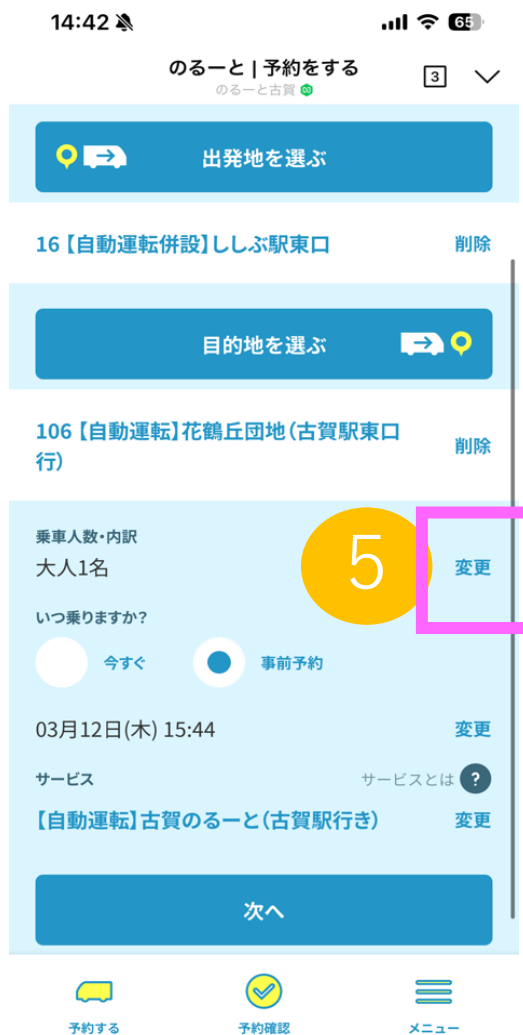 14:42
65
のるーと | 予約をする
3
のるーと古賀
出発地を選ぶ
16【自動運転併設】ししぶ駅東口
削除
目的地を選ぶ
106【自動運転】花鶴丘団地（古賀駅東口
行）
削除
乗車人数・内訳
大人1名
5
変更
いつ乗りますか？
今すぐ
事前予約
03月12日(木) 15:44
変更
サービス
サービスとは ?
【自動運転】古賀のるーと（古賀駅行き）
変更
次へ
予約する
予約確認
メニュー